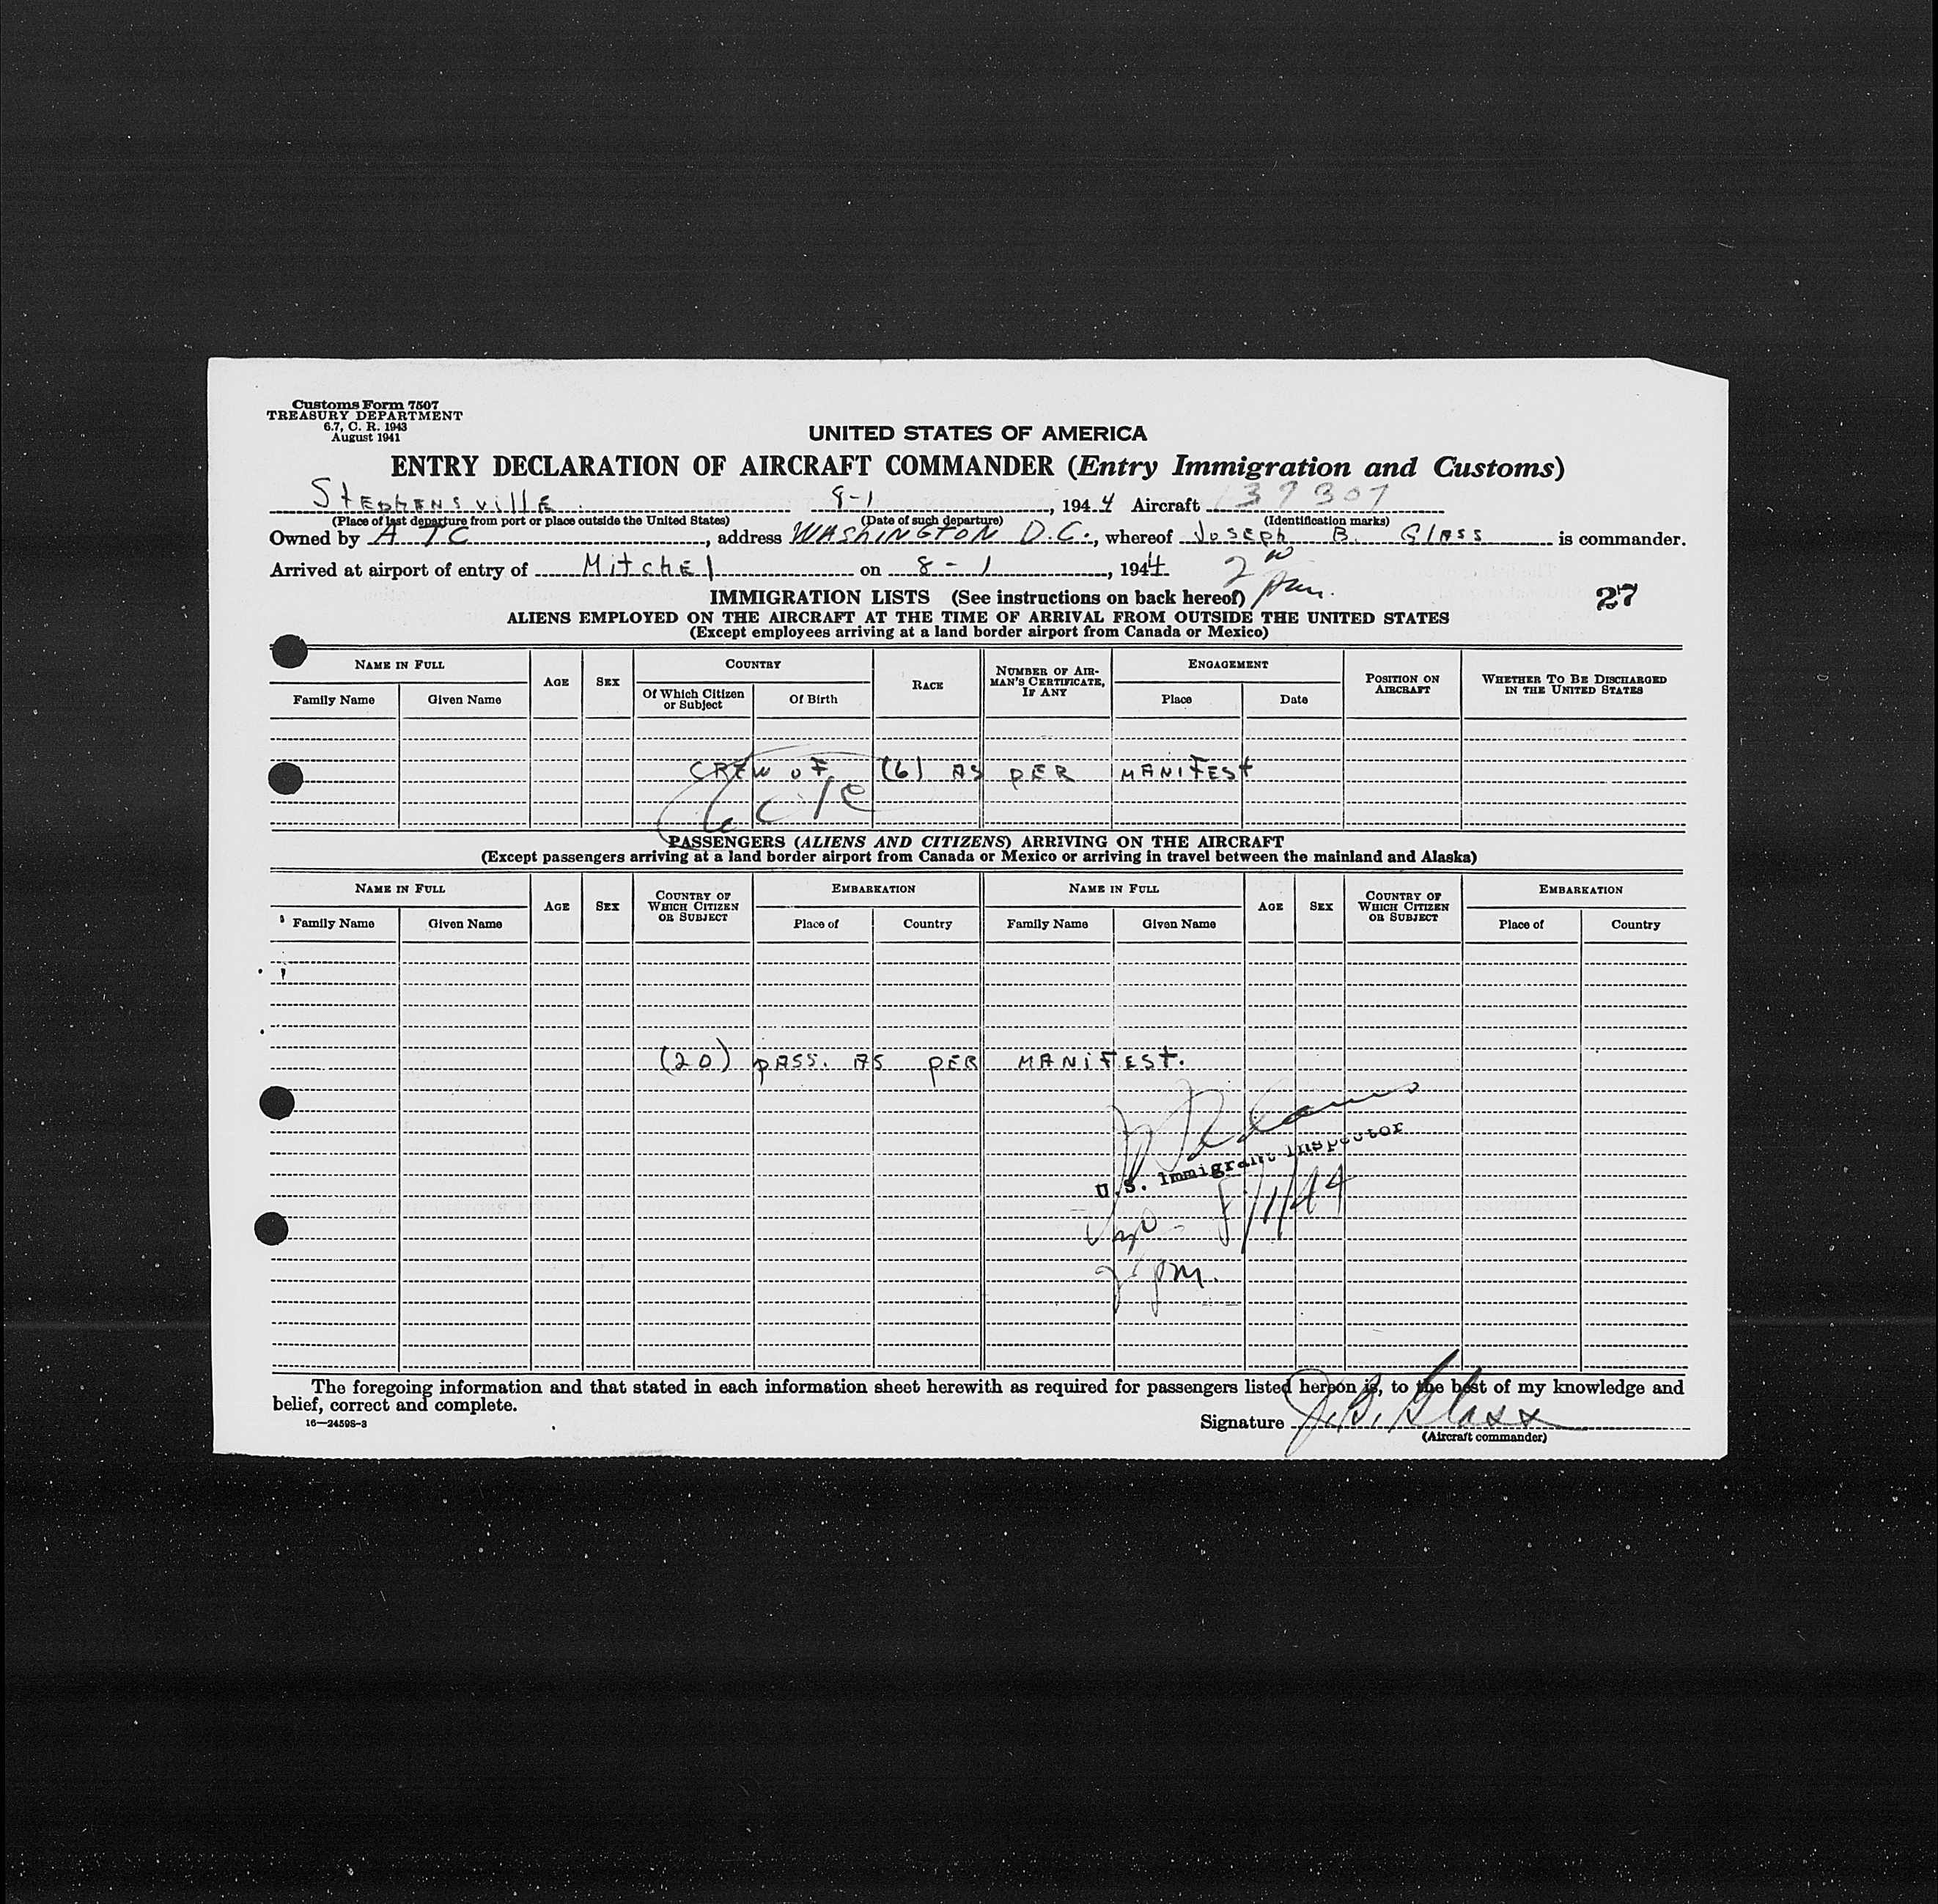 Customs Form 7507
TREASURY DEPARTMENT
6.7, C. R. 1943
August 1941
UNITED STATES OF AMERICA
ENTRY DECLARATION OF AIRCRAFT COMMANDER (Entry Immigration and Customs)
Stephensville 8-1, 1944 Aircraft 39307
(Place of last departure from port or place outside the United States) (Date of such departure) (Identification marks)
Owned by ATC, address WASHINGTON D.C., whereof Joseph B. Glass is commander.
Arrived at airport of entry of Mitchel on 8-1, 1944 2 pm.
IMMIGRATION LISTS (See instructions on back hereof)
27
ALIENS EMPLOYED ON THE AIRCRAFT AT THE TIME OF ARRIVAL FROM OUTSIDE THE UNITED STATES
(Except employees arriving at a land border airport from Canada or Mexico)
NAME IN FULL AGE SEX COUNTRY RACE NUMBER OF AIRMAN'S CERTIFICATE, IF ANY ENGAGEMENT POSITION ON AIRCRAFT WHETHER TO BE DISCHARGED IN THE UNITED STATES
Family Name Given Name Of Which Citizen or Subject Of Birth Place Date
CREW OF (6) AS PER MANIFEST
PASSENGERS (ALIENS AND CITIZENS) ARRIVING ON THE AIRCRAFT
(Except passengers arriving at a land border airport from Canada or Mexico or arriving in travel between the mainland and Alaska)
NAME IN FULL AGE SEX COUNTRY OF WHICH CITIZEN OR SUBJECT EMBARKATION NAME IN FULL AGE SEX COUNTRY OF WHICH CITIZEN OR SUBJECT EMBARKATION
Family Name Given Name Place of Country Family Name Given Name Place of Country
(20) PASS. AS PER MANIFEST.
U.S. Immigrant Inspector
8/1/44
pm.
The foregoing information and that stated in each information sheet herewith as required for passengers listed hereon is, to the best of my knowledge and
belief, correct and complete.
16—24598-3
Signature J. B. Glass
(Aircraft commander)